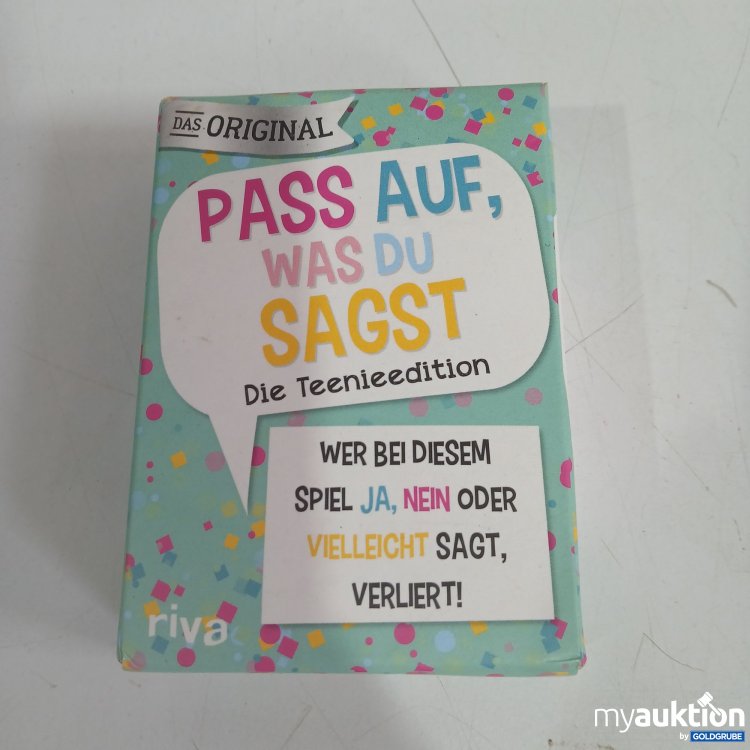 DAS ORIGINAL
PASS AUF,
WAS DU
SAGST
Die Teenieedition
WER BEI DIESEM
SPIEL JA, NEIN ODER
VIELLEICHT SAGT,
VERLIERT!
riva
myauktion
by GOLDGRUBE